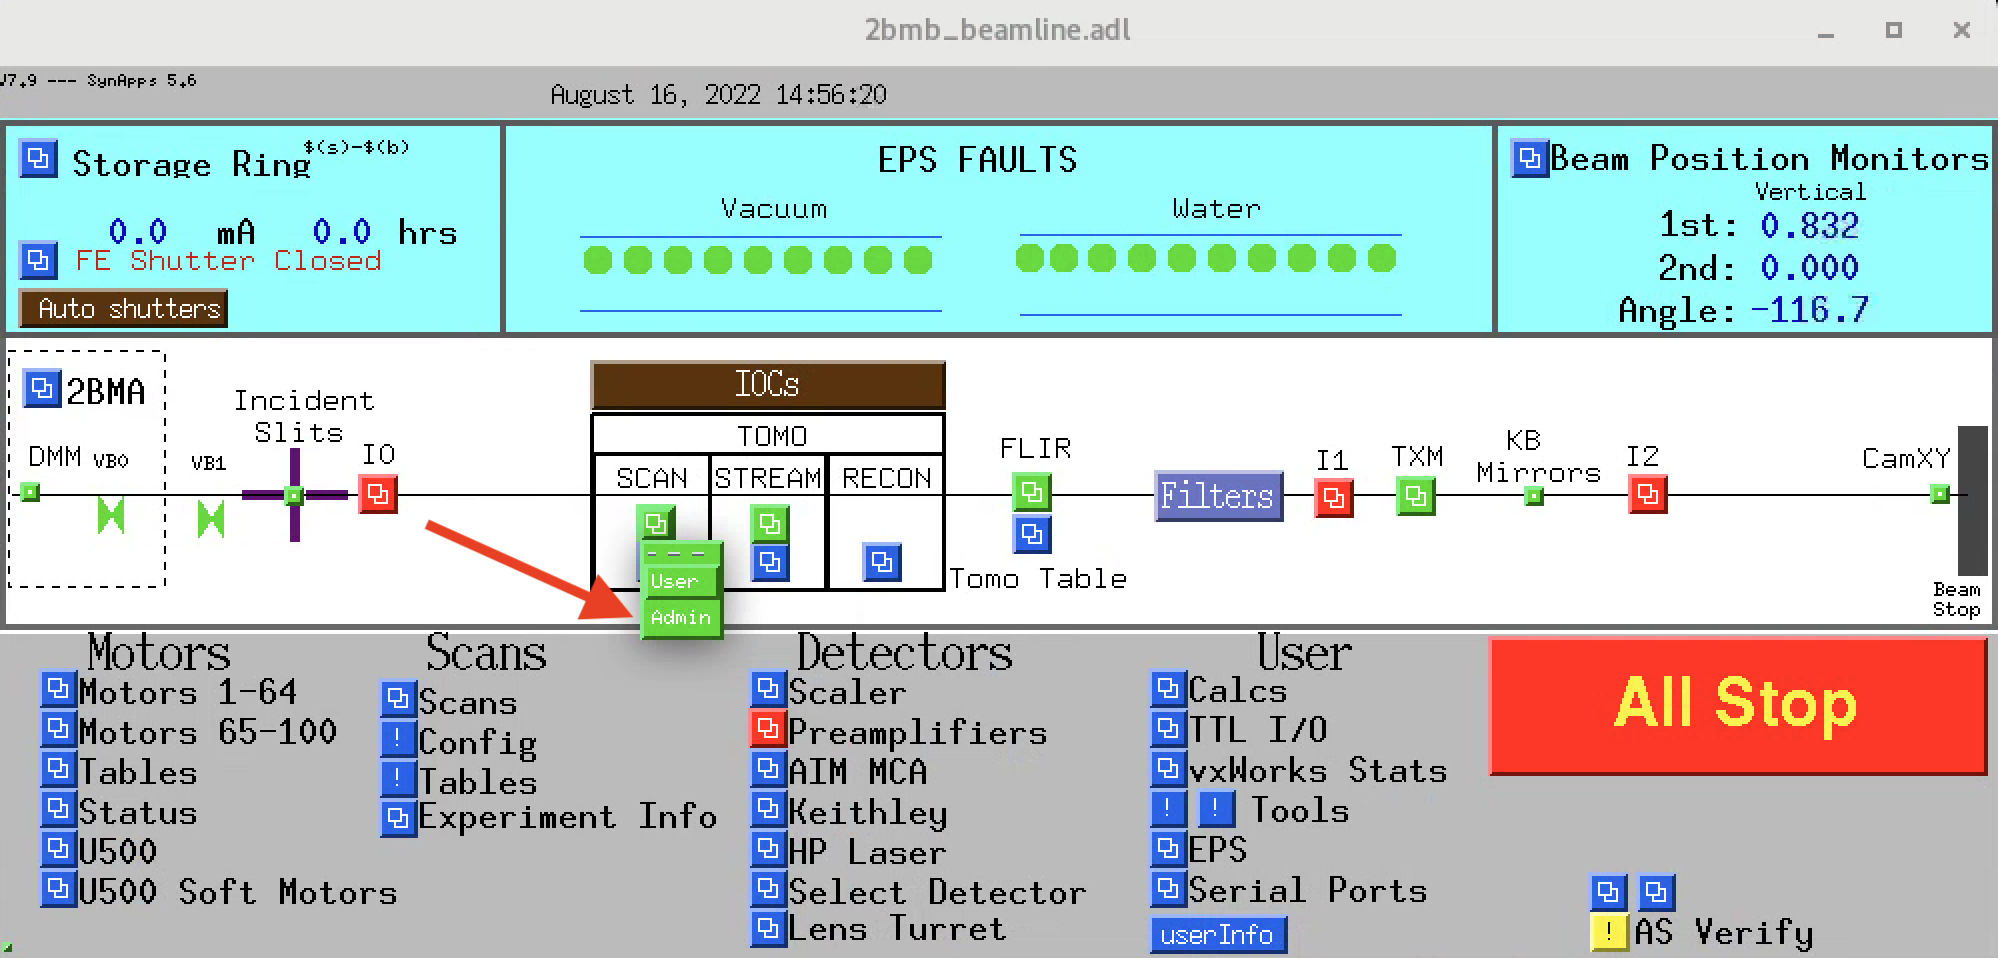 2bmb_beamline.adl
V7.9 --- SynApps 5.6
August 16, 2022 14:56:20
Storage Ring $(s)-$(b)
0.0 mA 0.0 hrs
FE Shutter Closed
Auto shutters
EPS FAULTS
Vacuum Water
Beam Position Monitors
Vertical
1st: 0.832
2nd: 0.000
Angle: -116.7
2BMA
DMM VB0
VB1
Incident
Slits
IO
IOCs
TOMO
SCAN STREAM RECON
User
Admin
FLIR
Tomo Table
Filters
I1
TXM
KB
Mirrors
I2
CamXY
Beam
Stop
Motors
Motors 1-64
Motors 65-100
Tables
Status
U500
U500 Soft Motors
Scans
Scans
! Config
! Tables
Experiment Info
Detectors
Scaler
Preamplifiers
AIM MCA
Keithley
HP Laser
Select Detector
Lens Turret
User
Calcs
TTL I/O
vxWorks Stats
! ! Tools
EPS
Serial Ports
userInfo
All Stop
! AS Verify